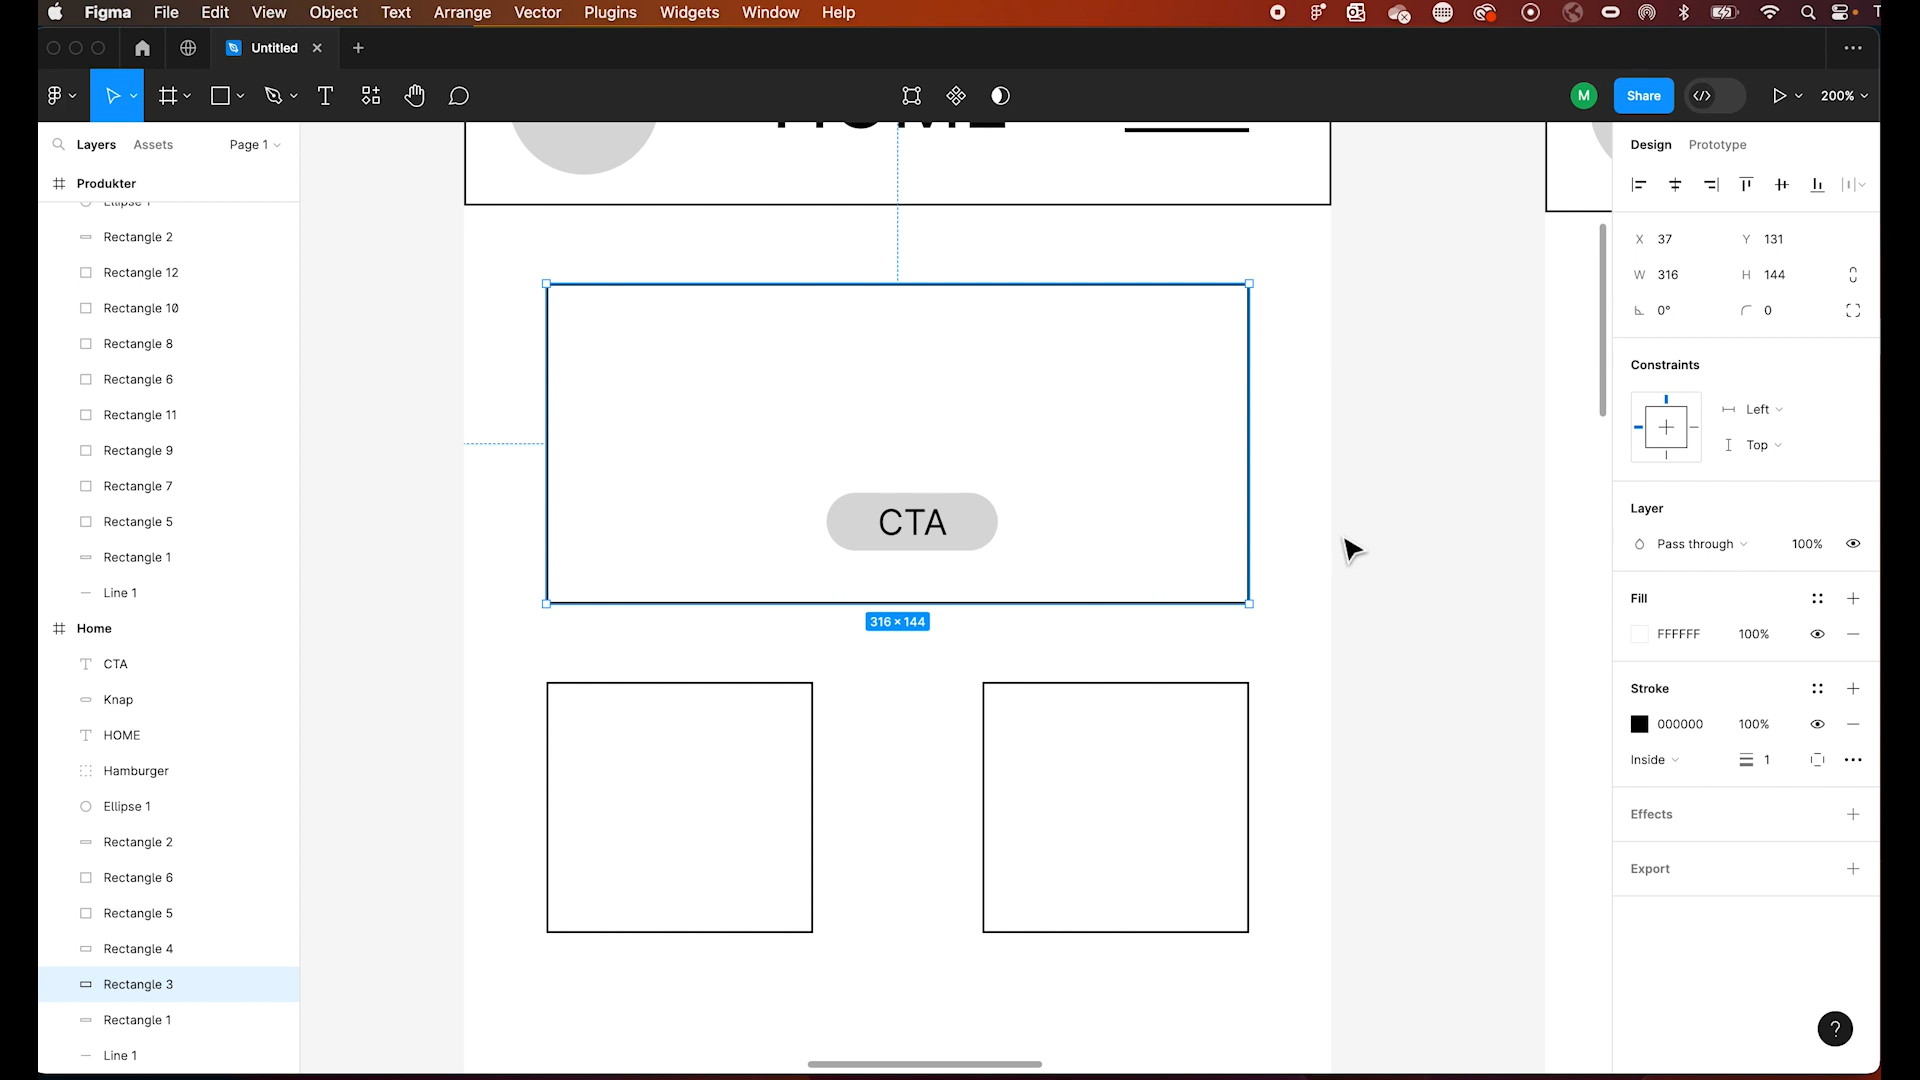 Figma File Edit View Object Text Arrange Vector Plugins Widgets Window Help
Untitled
M
Share
200%
Layers Assets Page 1
Produkter
Ellipse 1
Rectangle 2
Rectangle 12
Rectangle 10
Rectangle 8
Rectangle 6
Rectangle 11
Rectangle 9
Rectangle 7
Rectangle 5
Rectangle 1
Line 1
Home
CTA
Knap
HOME
Hamburger
Ellipse 1
Rectangle 2
Rectangle 6
Rectangle 5
Rectangle 4
Rectangle 3
Rectangle 1
Line 1
HOME
CTA
316 × 144
Design Prototype
X 37 Y 131
W 316 H 144
0° 0
Constraints
Left
Top
Layer
Pass through 100%
Fill
FFFFFF 100%
Stroke
000000 100%
Inside 1
Effects
Export
?